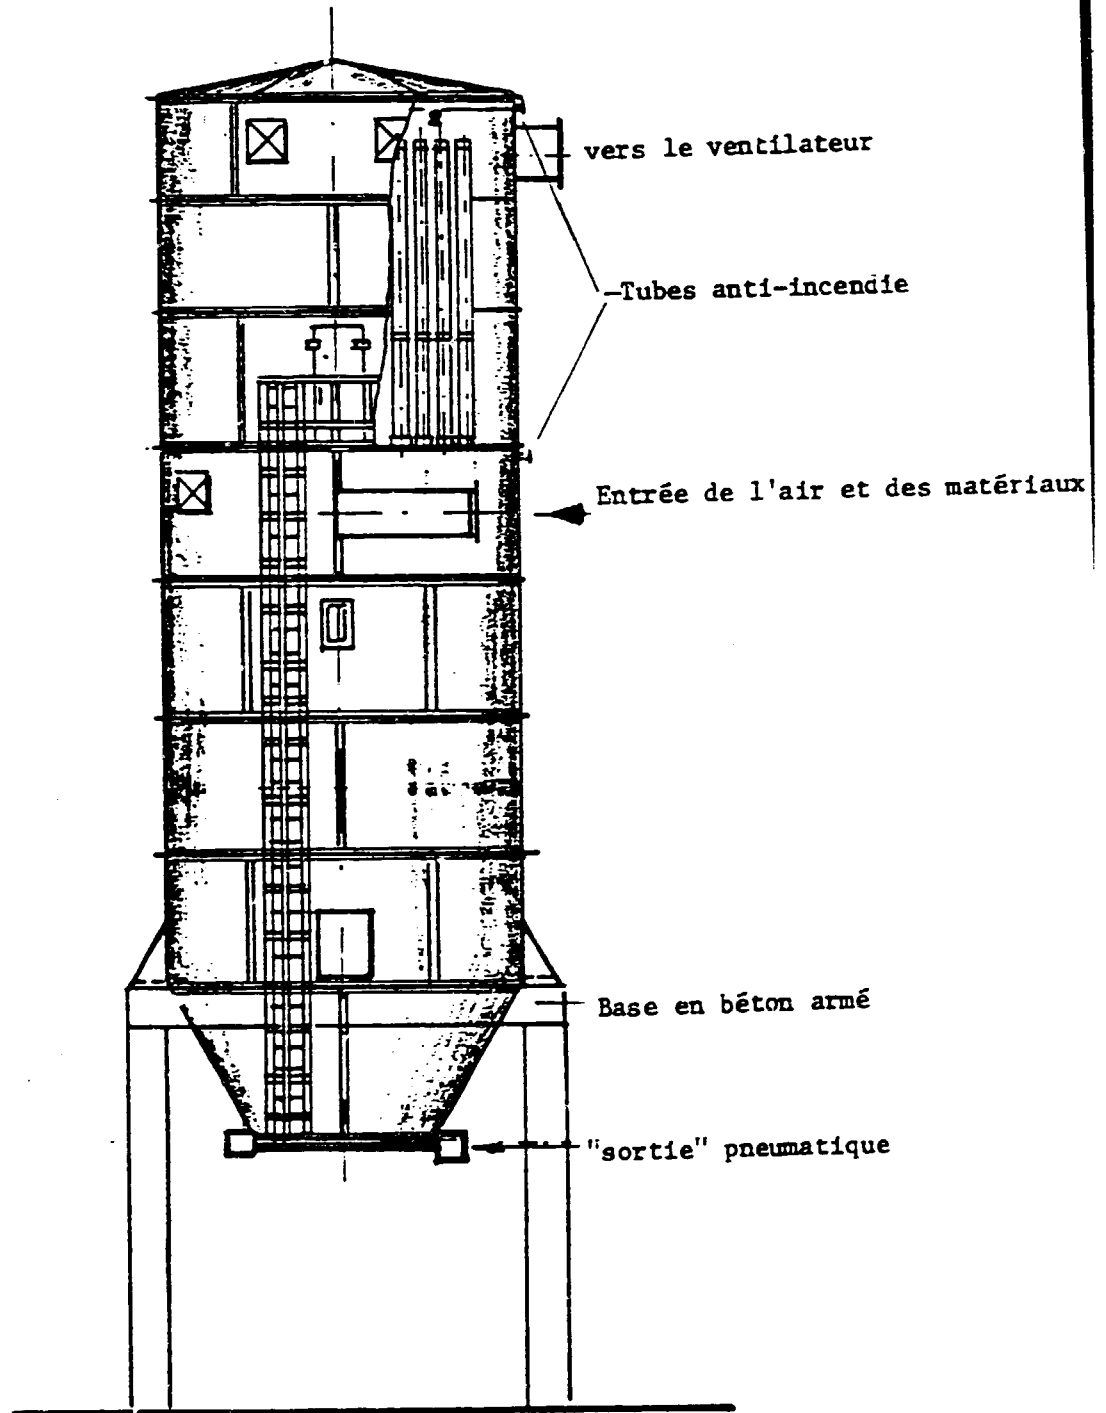 vers le ventilateur
Tubes anti-incendie
Entrée de l'air et des matériaux
Base en béton armé
"sortie" pneumatique